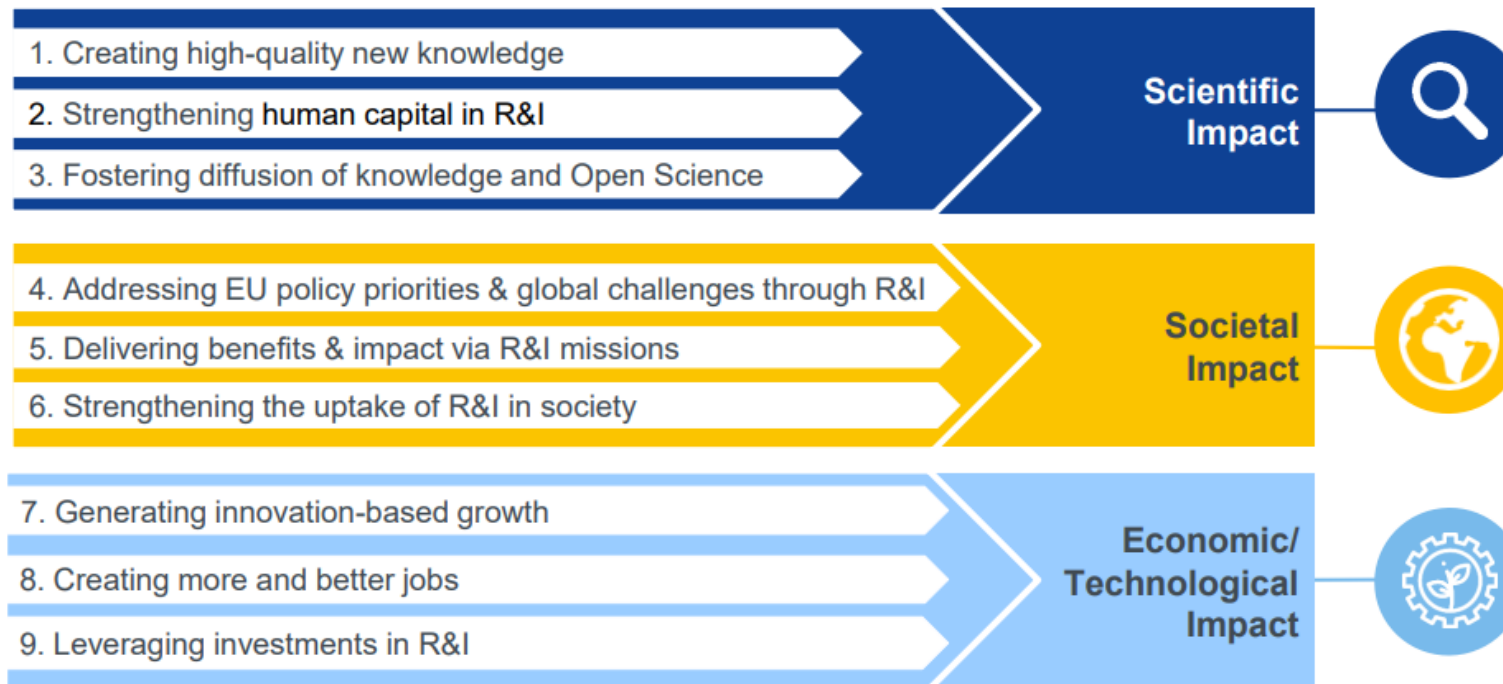 1. Creating high-quality new knowledge
2. Strengthening human capital in R&I
3. Fostering diffusion of knowledge and Open Science
Scientific
Impact
4. Addressing EU policy priorities & global challenges through R&I
5. Delivering benefits & impact via R&I missions
6. Strengthening the uptake of R&I in society
Societal
Impact
7. Generating innovation-based growth
8. Creating more and better jobs
9. Leveraging investments in R&I
Economic/
Technological
Impact